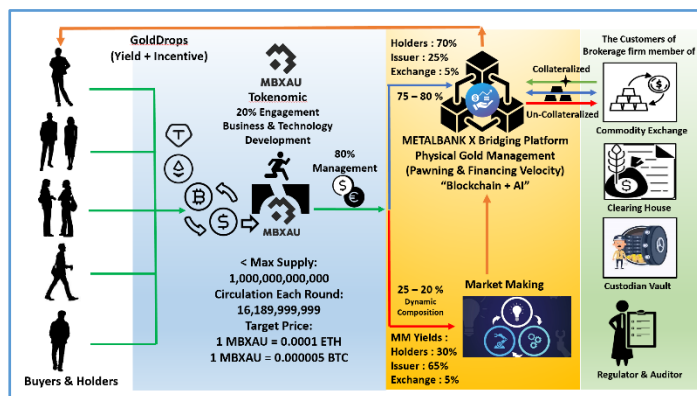 GoldDrops
(Yield + Incentive)
MBXAU
Tokenomic
20% Engagement
Business & Technology
Development
80%
Management
MBXAU
< Max Supply:
1,000,000,000,000
Circulation Each Round:
16,189,999,999
Target Price:
1 MBXAU = 0.0001 ETH
1 MBXAU = 0.000005 BTC
Buyers & Holders
Holders : 70%
Issuer : 25%
Exchange : 5%
75 – 80 %
METALBANK X Bridging Platform
Physical Gold Management
(Pawning & Financing Velocity)
“Blockchain + AI”
25 – 20 %
Dynamic
Composition
Market Making
MM Yields :
Holders : 30%
Issuer : 65%
Exchange : 5%
Collateralized
Un-Collateralized
The Customers of
Brokerage firm member of
Commodity Exchange
Clearing House
Custodian Vault
Regulator & Auditor